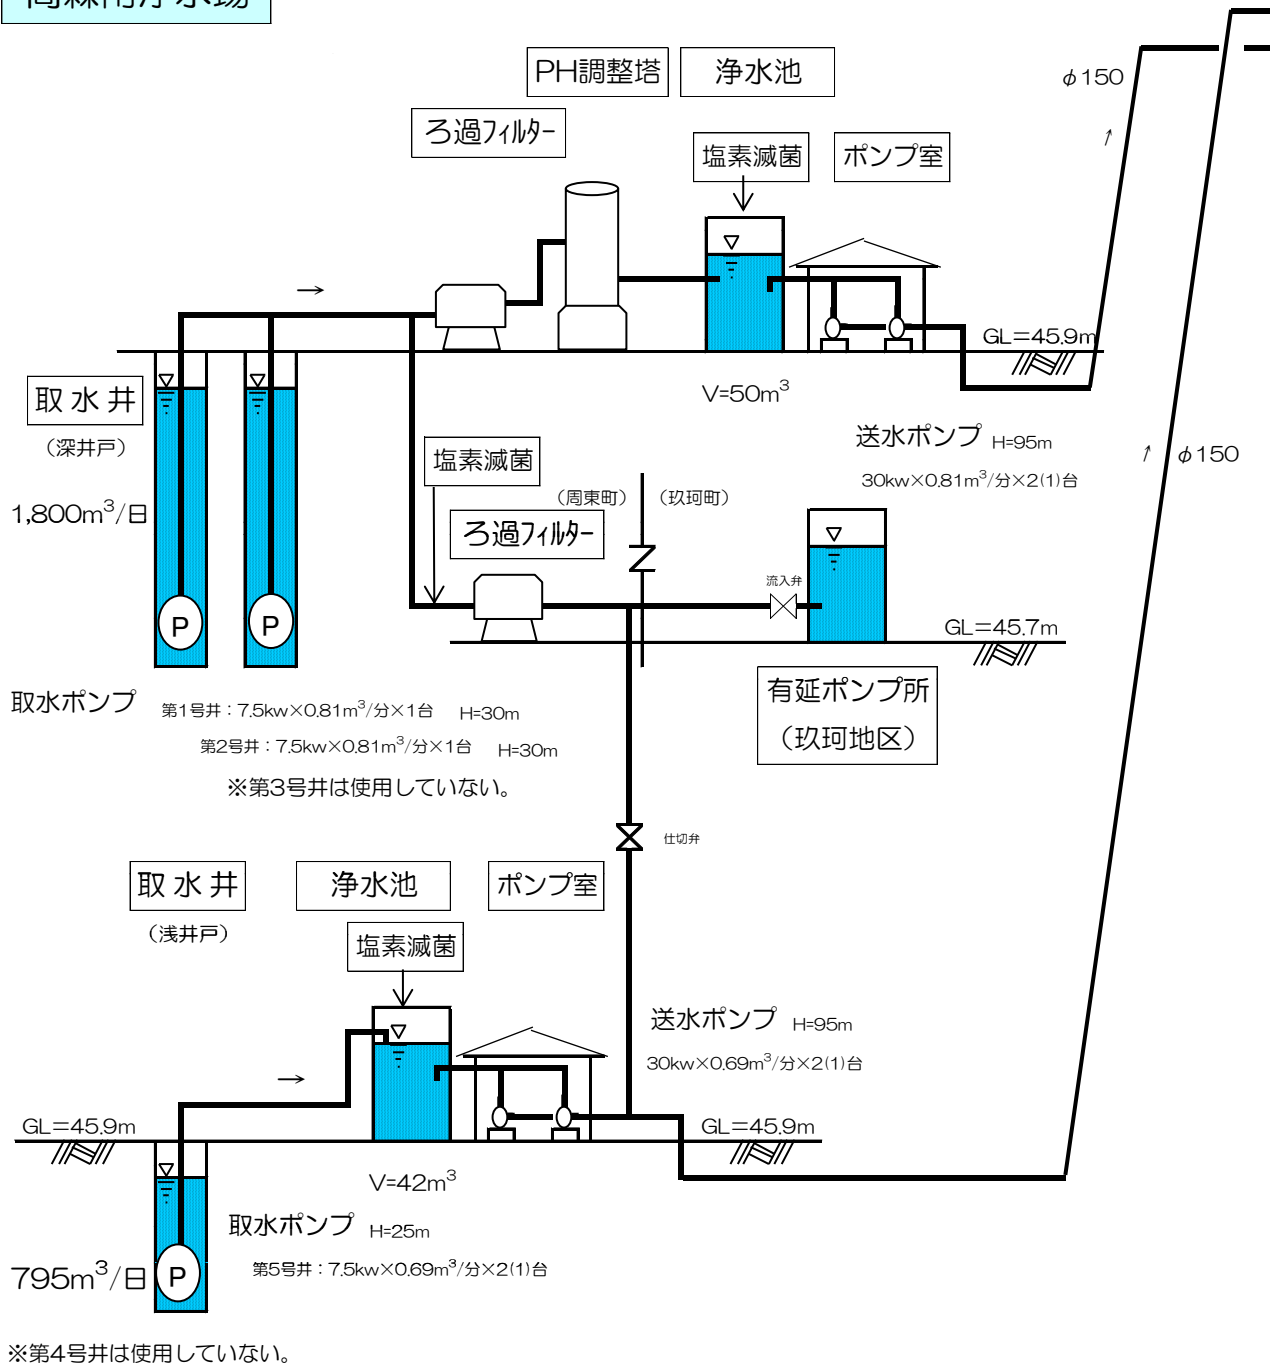 PH調整塔
浄水池
φ150
ろ過フィルター
塩素滅菌
ポンプ室
↑
→
GL=45.9m
取水井
V=50m³
(深井戸)
送水ポンプ H=95m
↑ φ150
塩素滅菌
30kw×0.81m³/分×2(1)台
(周東町) (玖珂町)
1,800m³/日
ろ過フィルター
流入弁
P P
GL=45.7m
有延ポンプ所
(玖珂地区)
取水ポンプ 第1号井:7.5kw×0.81m³/分×1台 H=30m
第2号井:7.5kw×0.81m³/分×1台 H=30m
※第3号井は使用していない。
仕切弁
取水井
浄水池
ポンプ室
(浅井戸)
塩素滅菌
送水ポンプ H=95m
30kw×0.69m³/分×2(1)台
→
GL=45.9m
GL=45.9m
V=42m³
取水ポンプ H=25m
795m³/日
P
第5号井:7.5kw×0.69m³/分×2(1)台
※第4号井は使用していない。